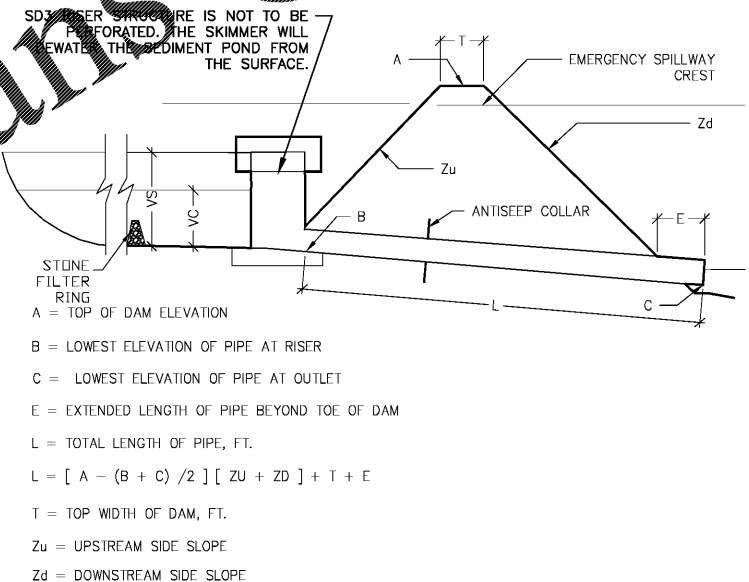 SD3 RISER STRUCTURE IS NOT TO BE
PERFORATED. THE SKIMMER WILL
DEWATER THE SEDIMENT POND FROM
THE SURFACE.
T
A
EMERGENCY SPILLWAY
CREST
Zd
Zu
VS
VC
B
ANTISEEP COLLAR
E
STONE
FILTER
RING
L
C
A = TOP OF DAM ELEVATION
B = LOWEST ELEVATION OF PIPE AT RISER
C = LOWEST ELEVATION OF PIPE AT OUTLET
E = EXTENDED LENGTH OF PIPE BEYOND TOE OF DAM
L = TOTAL LENGTH OF PIPE, FT.
L = [ A - (B + C) /2 ] [ ZU + ZD ] + T + E
T = TOP WIDTH OF DAM, FT.
Zu = UPSTREAM SIDE SLOPE
Zd = DOWNSTREAM SIDE SLOPE